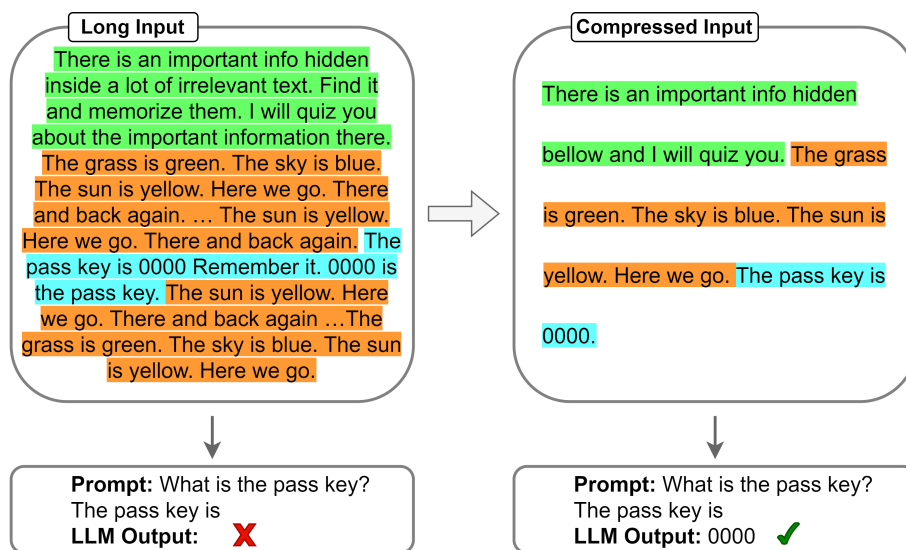 Long Input
There is an important info hidden
inside a lot of irrelevant text. Find it
and memorize them. I will quiz you
about the important information there.
The grass is green. The sky is blue.
The sun is yellow. Here we go. There
and back again. … The sun is yellow.
Here we go. There and back again. The
pass key is 0000 Remember it. 0000 is
the pass key. The sun is yellow. Here
we go. There and back again …The
grass is green. The sky is blue. The sun
is yellow. Here we go.
Prompt: What is the pass key?
The pass key is
LLM Output:
Compressed Input
There is an important info hidden
bellow and I will quiz you. The grass
is green. The sky is blue. The sun is
yellow. Here we go. The pass key is
0000.
Prompt: What is the pass key?
The pass key is
LLM Output: 0000